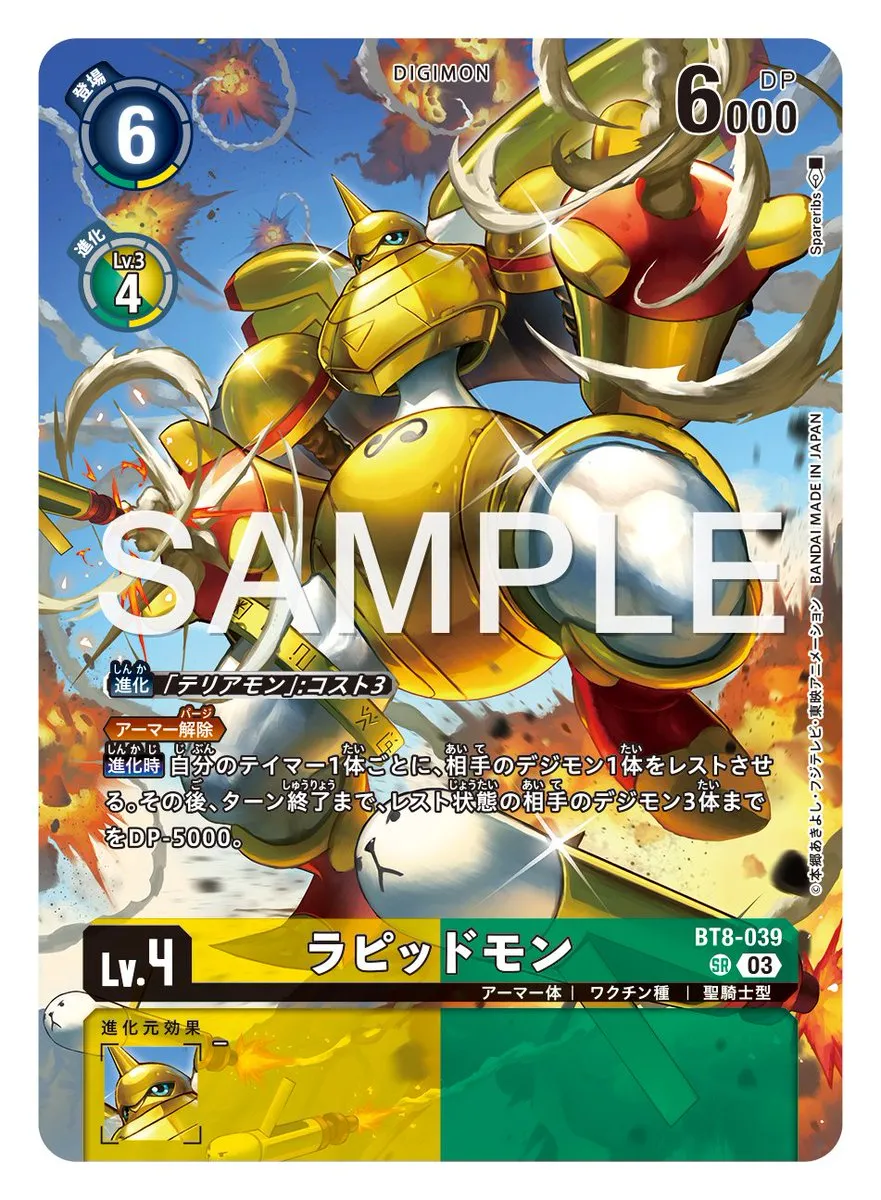 登場
6
DIGIMON
DP
6000
進化
Lv.3
4
Spareribs
SAMPLE
©本郷あきよし・フジテレビ・東映アニメーション BANDAI MADE IN JAPAN
進化 「テリアモン」:コスト3
アーマー解除
進化時 自分のテイマー1体ごとに、相手のデジモン1体をレストさせ
る。その後、ターン終了まで、レスト状態の相手のデジモン3体まで
をDP-5000。
Lv.4
ラピッドモン
BT8-039
SR 03
アーマー体 | ワクチン種 | 聖騎士型
進化元効果
-